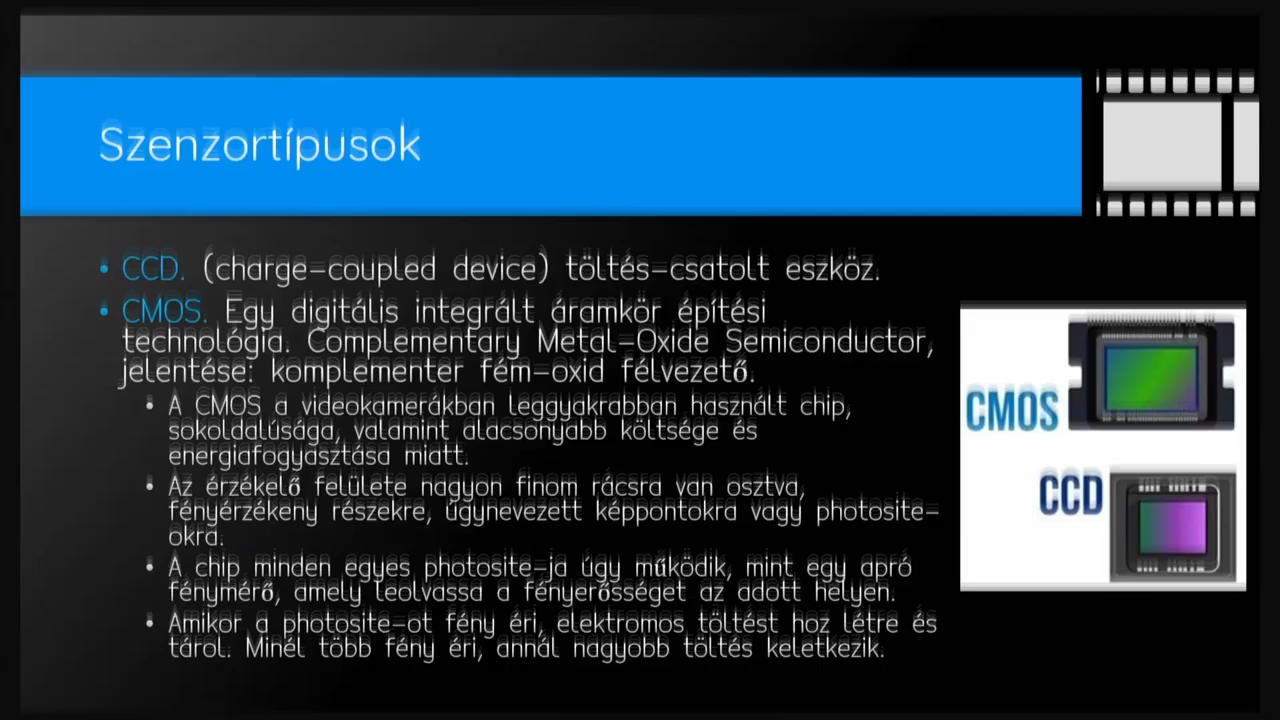 Szenzortípusok
• CCD. (charge-coupled device) töltés-csatolt eszköz.
• CMOS. Egy digitális integrált áramkör építési
technológia. Complementary Metal-Oxide Semiconductor,
jelentése: komplementer fém-oxid félvezető.
• A CMOS a videokamerákban leggyakrabban használt chip,
sokoldalúsága, valamint alacsonyabb költsége és
energiafogyasztása miatt.
• Az érzékelő felülete nagyon finom rácsra van osztva,
fényérzékeny részekre, úgynevezett képpontokra vagy photosite-
okra.
• A chip minden egyes photosite-ja úgy működik, mint egy apró
fénymérő, amely leolvassa a fényerősséget az adott helyen.
• Amikor a photosite-ot fény éri, elektromos töltést hoz létre és
tárol. Minél több fény éri, annál nagyobb töltés keletkezik.
CMOS
CCD